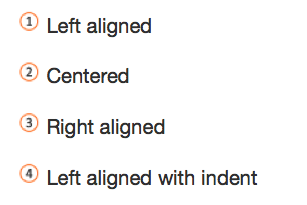 1 Left aligned
2 Centered
3 Right aligned
4 Left aligned with indent